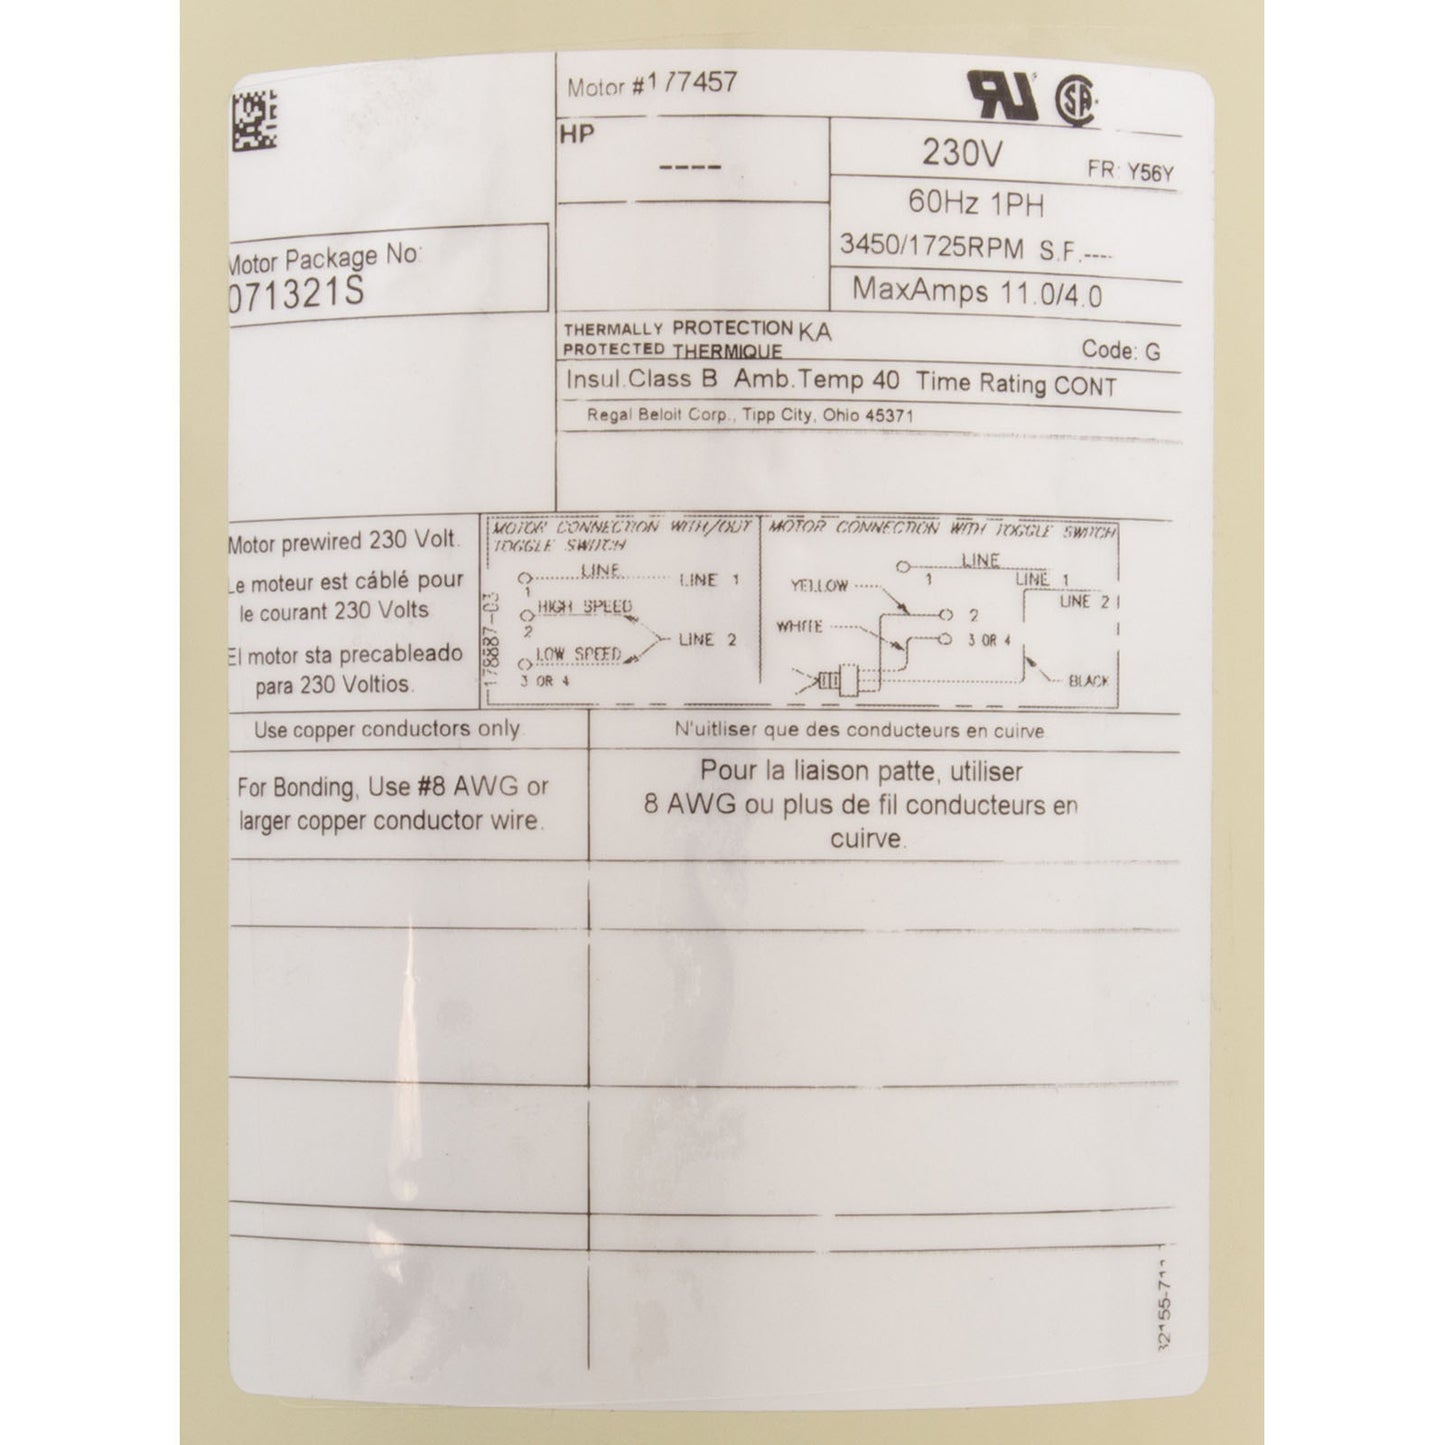 Motor #177457
HP
----
230V FR: Y56Y
60Hz 1PH
3450/1725RPM S.F.----
MaxAmps 11.0/4.0
Motor Package No:
071321S
THERMALLY PROTECTION KA
PROTECTED THERMIQUE
Code: G
Insul.Class B Amb.Temp 40 Time Rating CONT
Regal Beloit Corp., Tipp City, Ohio 45371
Motor prewired 230 Volt.
Le moteur est cáblé pour
le courant 230 Volts
El motor sta precableado
para 230 Voltios.
178887-03
MOTOR CONNECTION WITH/OUT
TOGGLE SWITCH
LINE LINE 1
1
HIGH SPEED
2
LINE 2
LOW SPEED
3 OR 4
MOTOR CONNECTION WITH TOGGLE SWITCH
LINE
1 LINE 1
YELLOW
LINE 2
2
WHITE
3 OR 4
BLACK
Use copper conductors only.
N'uitliser que des conducteurs en cuirve
For Bonding, Use #8 AWG or
larger copper conductor wire.
Pour la liaison patte, utiliser
8 AWG ou plus de fil conducteurs en
cuirve.